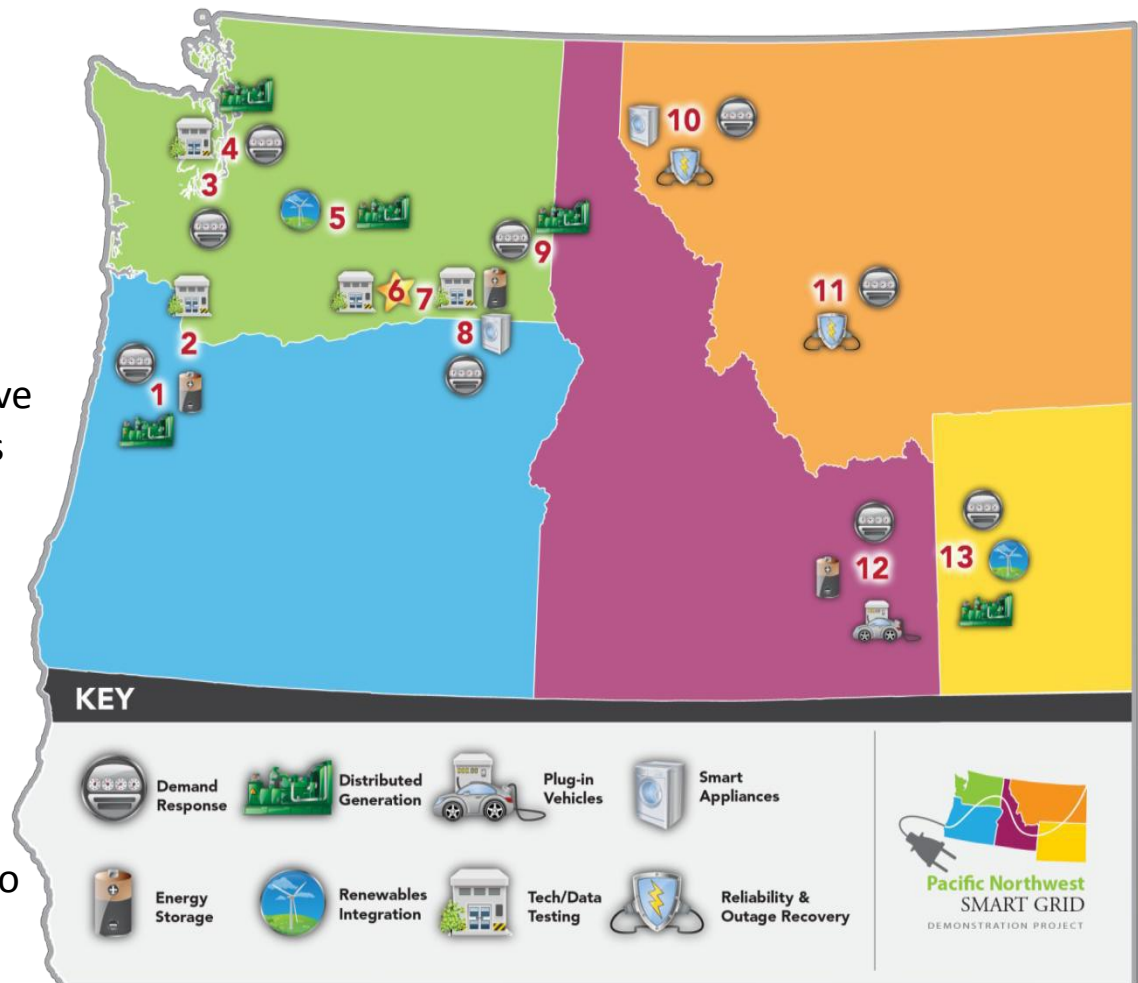 4
3
5
9
6
7
2
8
1
10
11
12
13
ve
s
o
KEY
Demand
Response
Distributed
Generation
Plug-in
Vehicles
Smart
Appliances
Energy
Storage
Renewables
Integration
Tech/Data
Testing
Reliability &
Outage Recovery
Pacific Northwest
SMART GRID
DEMONSTRATION PROJECT